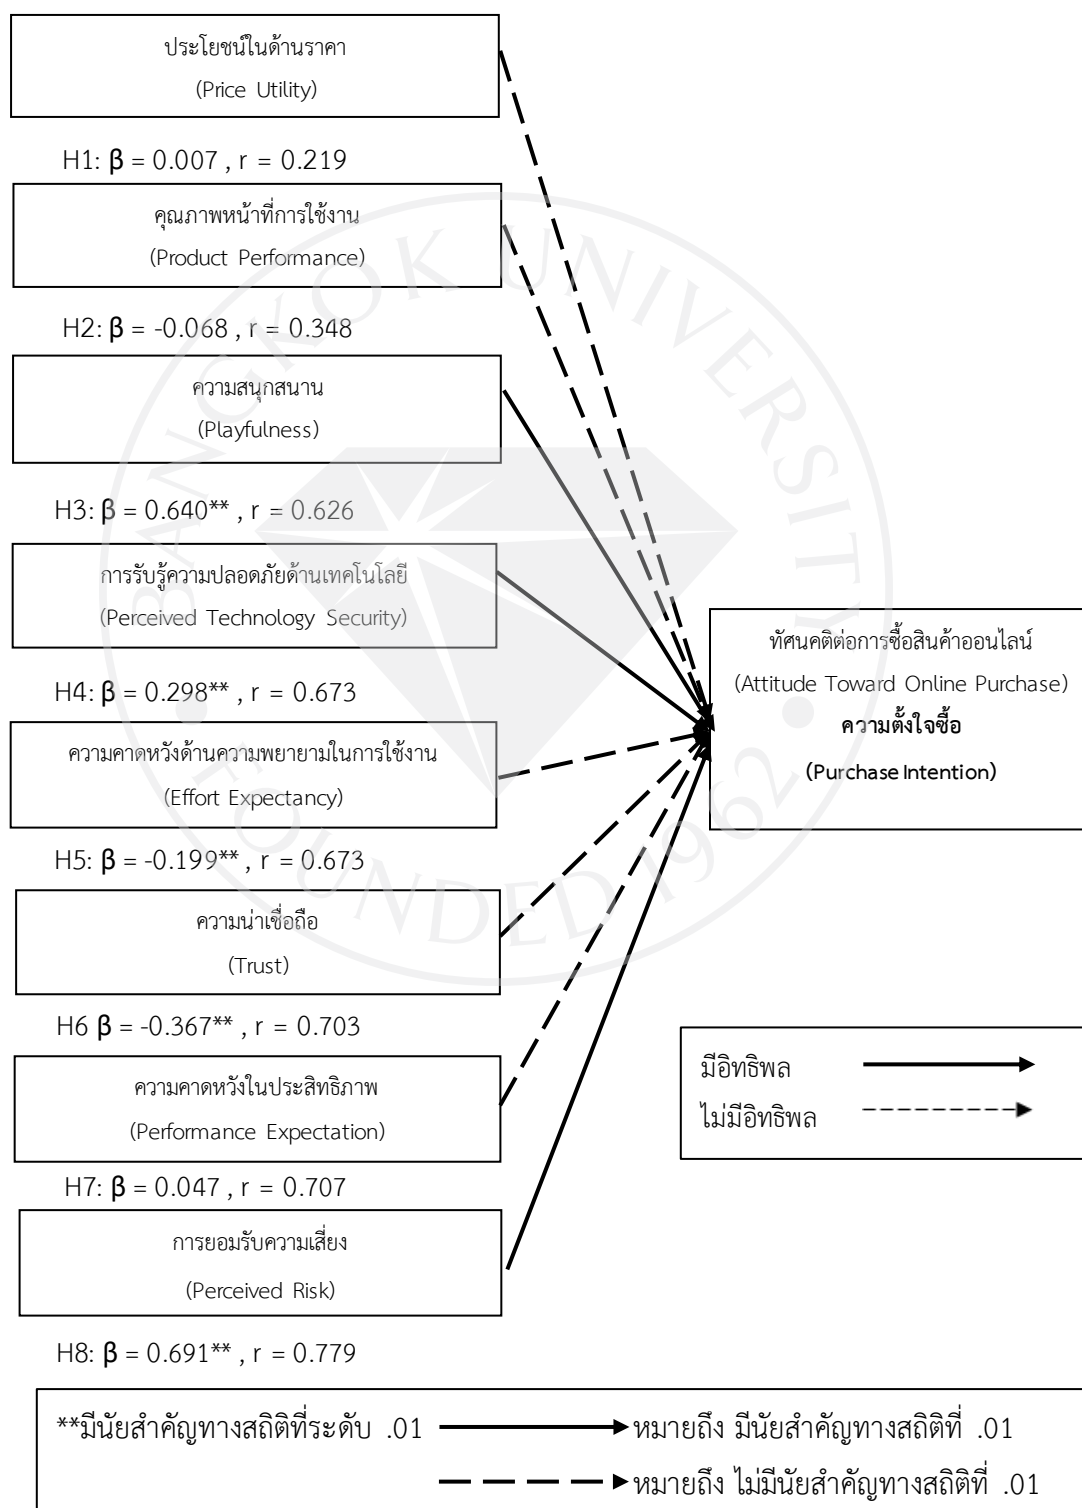 ประโยชน์ในด้านราคา
(Price Utility)
H1: β = 0.007 , r = 0.219
คุณภาพหน้าที่การใช้งาน
(Product Performance)
H2: β = -0.068 , r = 0.348
ความสนุกสนาน
(Playfulness)
H3: β = 0.640** , r = 0.626
การรับรู้ความปลอดภัยด้านเทคโนโลยี
(Perceived Technology Security)
H4: β = 0.298** , r = 0.673
ความคาดหวังด้านความพยายามในการใช้งาน
(Effort Expectancy)
H5: β = -0.199** , r = 0.673
ความน่าเชื่อถือ
(Trust)
H6 β = -0.367** , r = 0.703
ความคาดหวังในประสิทธิภาพ
(Performance Expectation)
H7: β = 0.047 , r = 0.707
การยอมรับความเสี่ยง
(Perceived Risk)
H8: β = 0.691** , r = 0.779
ทัศนคติต่อการซื้อสินค้าออนไลน์
(Attitude Toward Online Purchase)
ความตั้งใจซื้อ
(Purchase Intention)
มีอิทธิพล
ไม่มีอิทธิพล
**มีนัยสำคัญทางสถิติที่ระดับ .01 หมายถึง มีนัยสำคัญทางสถิติที่ .01
หมายถึง ไม่มีนัยสำคัญทางสถิติที่ .01
BANGKOK UNIVERSITY
FOUNDED 1962